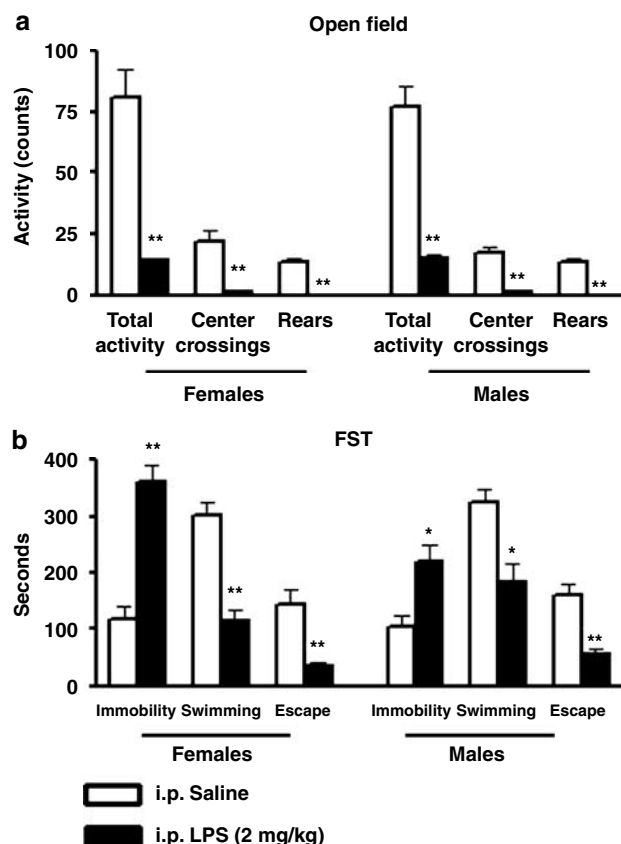 a
Open field
100
75
50
25
0
Activity (counts)
**
**
**
**
**
**
Total activity
Center crossings
Rears
Total activity
Center crossings
Rears
Females
Males
b
FST
400
300
200
100
0
Seconds
**
**
**
*
*
**
Immobility Swimming Escape
Immobility Swimming Escape
Females
Males
i.p. Saline
i.p. LPS (2 mg/kg)